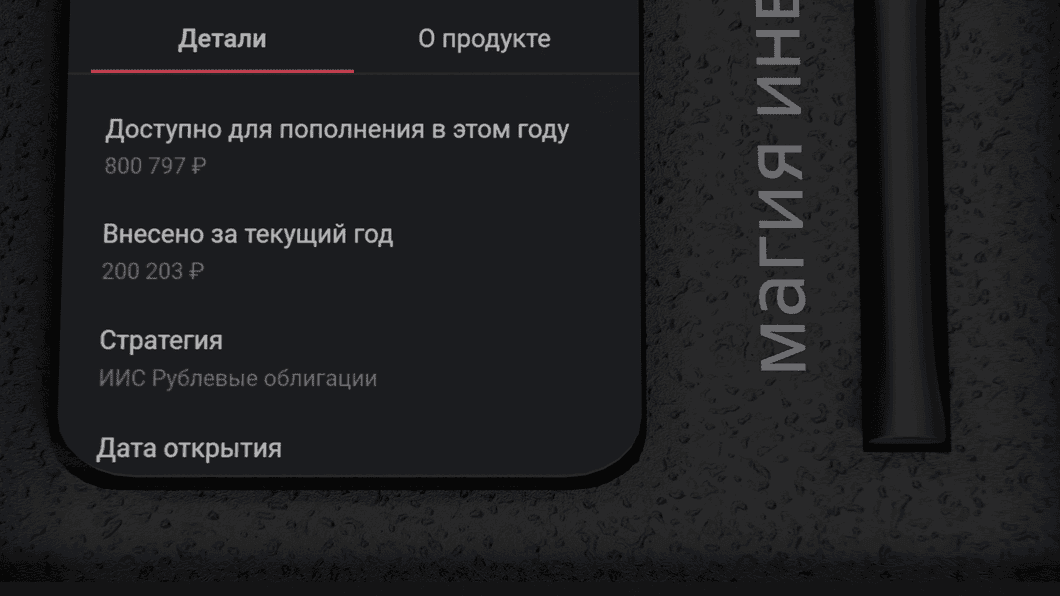 Детали
О продукте
Доступно для пополнения в этом году
800 797 ₽
Внесено за текущий год
200 203 ₽
Стратегия
ИИС Рублевые облигации
Дата открытия
магия